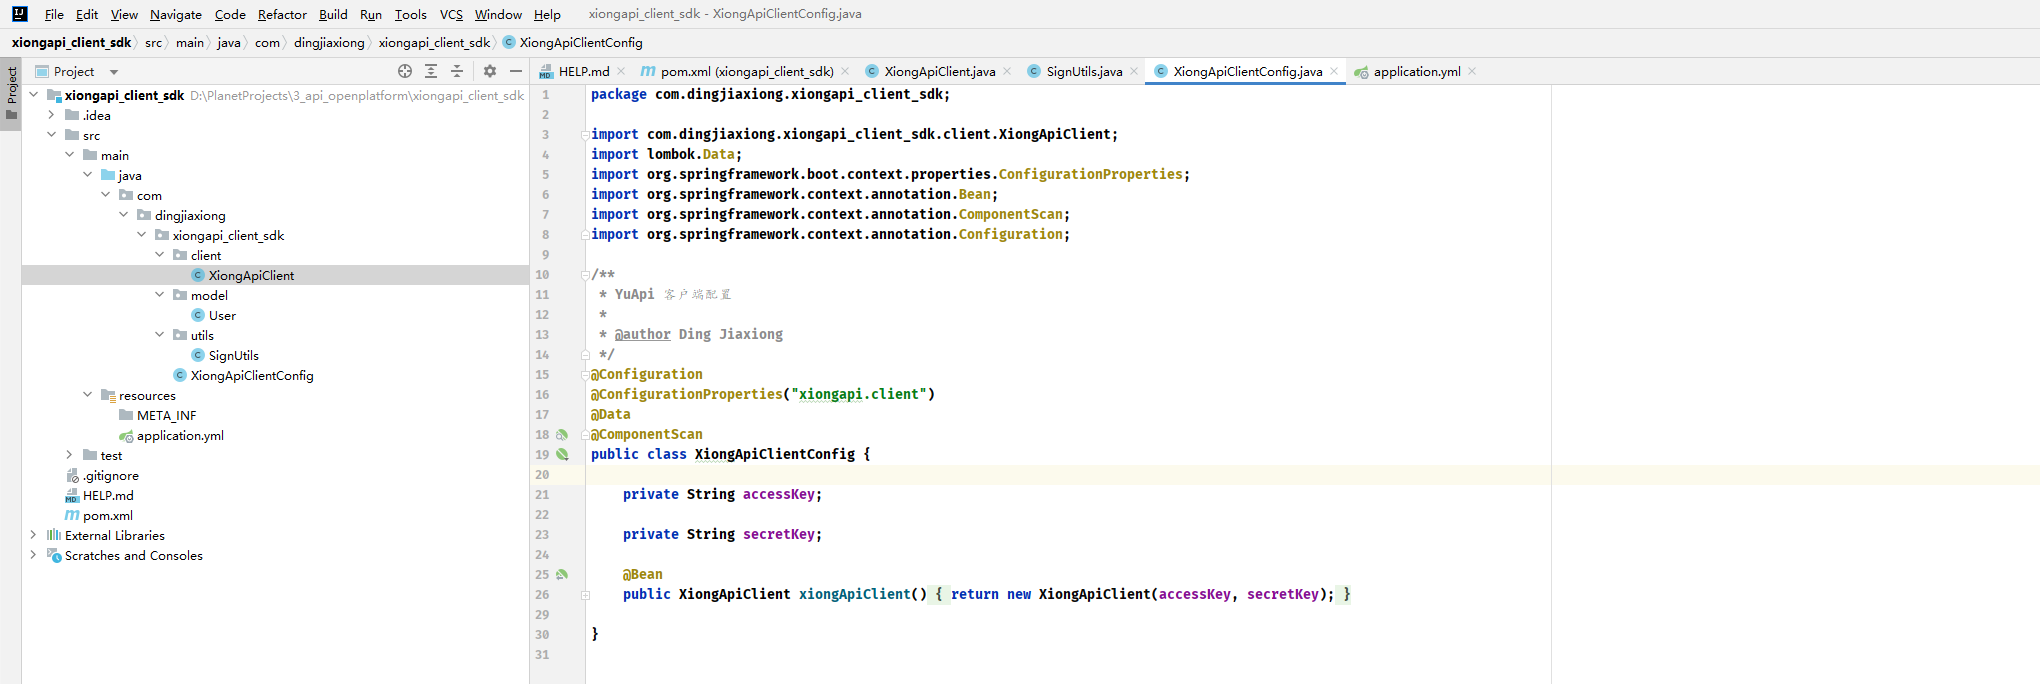 File Edit View Navigate Code Refactor Build Run Tools VCS Window Help xiongapi_client_sdk - XiongApiClientConfig.java
xiongapi_client_sdk src main java com dingjiaxiong xiongapi_client_sdk XiongApiClientConfig
Project
Project
HELP.md
pom.xml (xiongapi_client_sdk)
XiongApiClient.java
SignUtils.java
XiongApiClientConfig.java
application.yml
xiongapi_client_sdk D:\PlanetProjects\3_api_openplatform\xiongapi_client_sdk
.idea
src
main
java
com
dingjiaxiong
xiongapi_client_sdk
client
XiongApiClient
model
User
utils
SignUtils
XiongApiClientConfig
resources
META_INF
application.yml
test
.gitignore
HELP.md
pom.xml
External Libraries
Scratches and Consoles
1 package com.dingjiaxiong.xiongapi_client_sdk;
2
3 import com.dingjiaxiong.xiongapi_client_sdk.client.XiongApiClient;
4 import lombok.Data;
5 import org.springframework.boot.context.properties.ConfigurationProperties;
6 import org.springframework.context.annotation.Bean;
7 import org.springframework.context.annotation.ComponentScan;
8 import org.springframework.context.annotation.Configuration;
9
10 /**
11 * YuApi 客户端配置
12 *
13 * @author Ding Jiaxiong
14 */
15 @Configuration
16 @ConfigurationProperties("xiongapi.client")
17 @Data
18 @ComponentScan
19 public class XiongApiClientConfig {
20
21 private String accessKey;
22
23 private String secretKey;
24
25 @Bean
26 public XiongApiClient xiongApiClient() { return new XiongApiClient(accessKey, secretKey); }
29
30 }
31